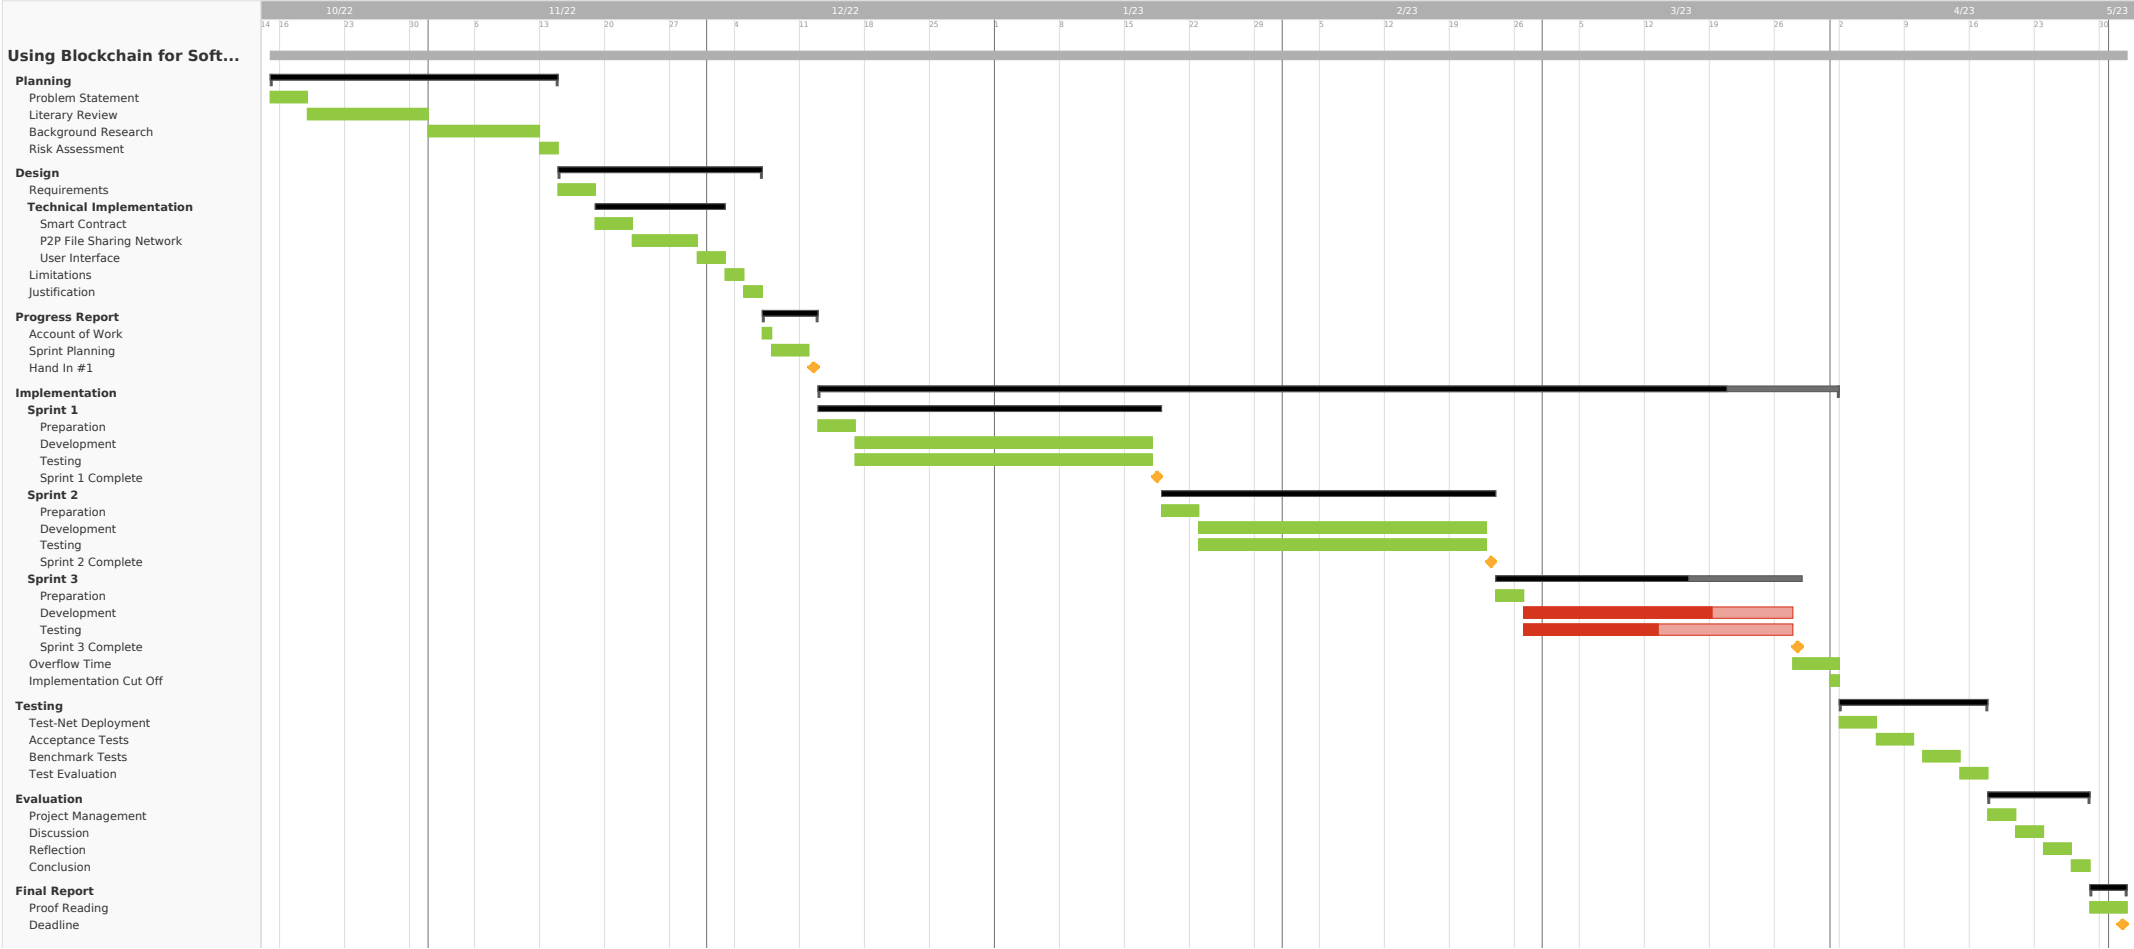 10/22 11/22 12/22 1/23 2/23 3/23 4/23 5/23
14 16 23 30 6 13 20 27 4 11 18 25 1 8 15 22 29 5 12 19 26 5 12 19 26 2 9 16 23 30
Using Blockchain for Soft...
Planning
Problem Statement
Literary Review
Background Research
Risk Assessment
Design
Requirements
Technical Implementation
Smart Contract
P2P File Sharing Network
User Interface
Limitations
Justification
Progress Report
Account of Work
Sprint Planning
Hand In #1
Implementation
Sprint 1
Preparation
Development
Testing
Sprint 1 Complete
Sprint 2
Preparation
Development
Testing
Sprint 2 Complete
Sprint 3
Preparation
Development
Testing
Sprint 3 Complete
Overflow Time
Implementation Cut Off
Testing
Test-Net Deployment
Acceptance Tests
Benchmark Tests
Test Evaluation
Evaluation
Project Management
Discussion
Reflection
Conclusion
Final Report
Proof Reading
Deadline